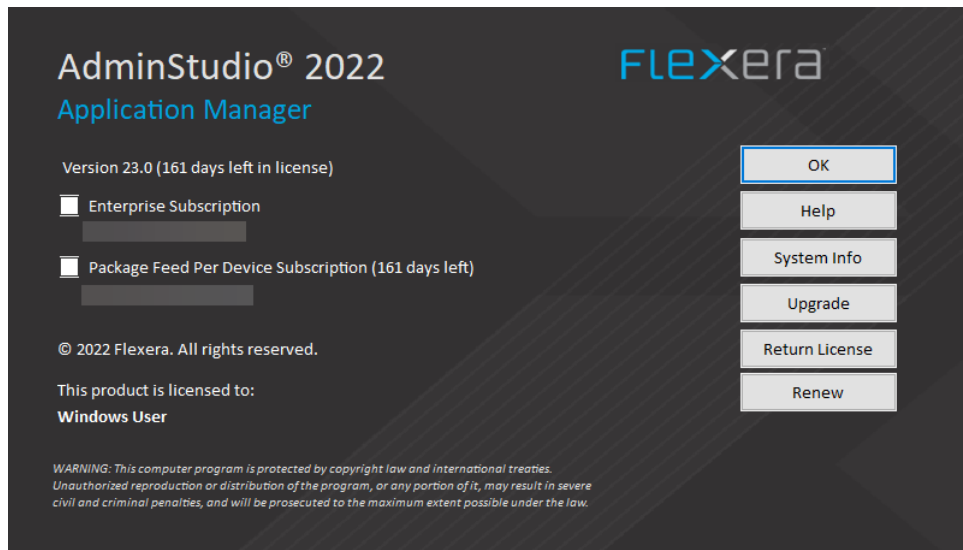 AdminStudio® 2022
Flexera
Application Manager
Version 23.0 (161 days left in license)
Enterprise Subscription
Package Feed Per Device Subscription (161 days left)
OK
Help
System Info
Upgrade
Return License
Renew
© 2022 Flexera. All rights reserved.
This product is licensed to:
Windows User
WARNING: This computer program is protected by copyright law and international treaties.
Unauthorized reproduction or distribution of the program, or any portion of it, may result in severe
civil and criminal penalties, and will be prosecuted to the maximum extent possible under the law.